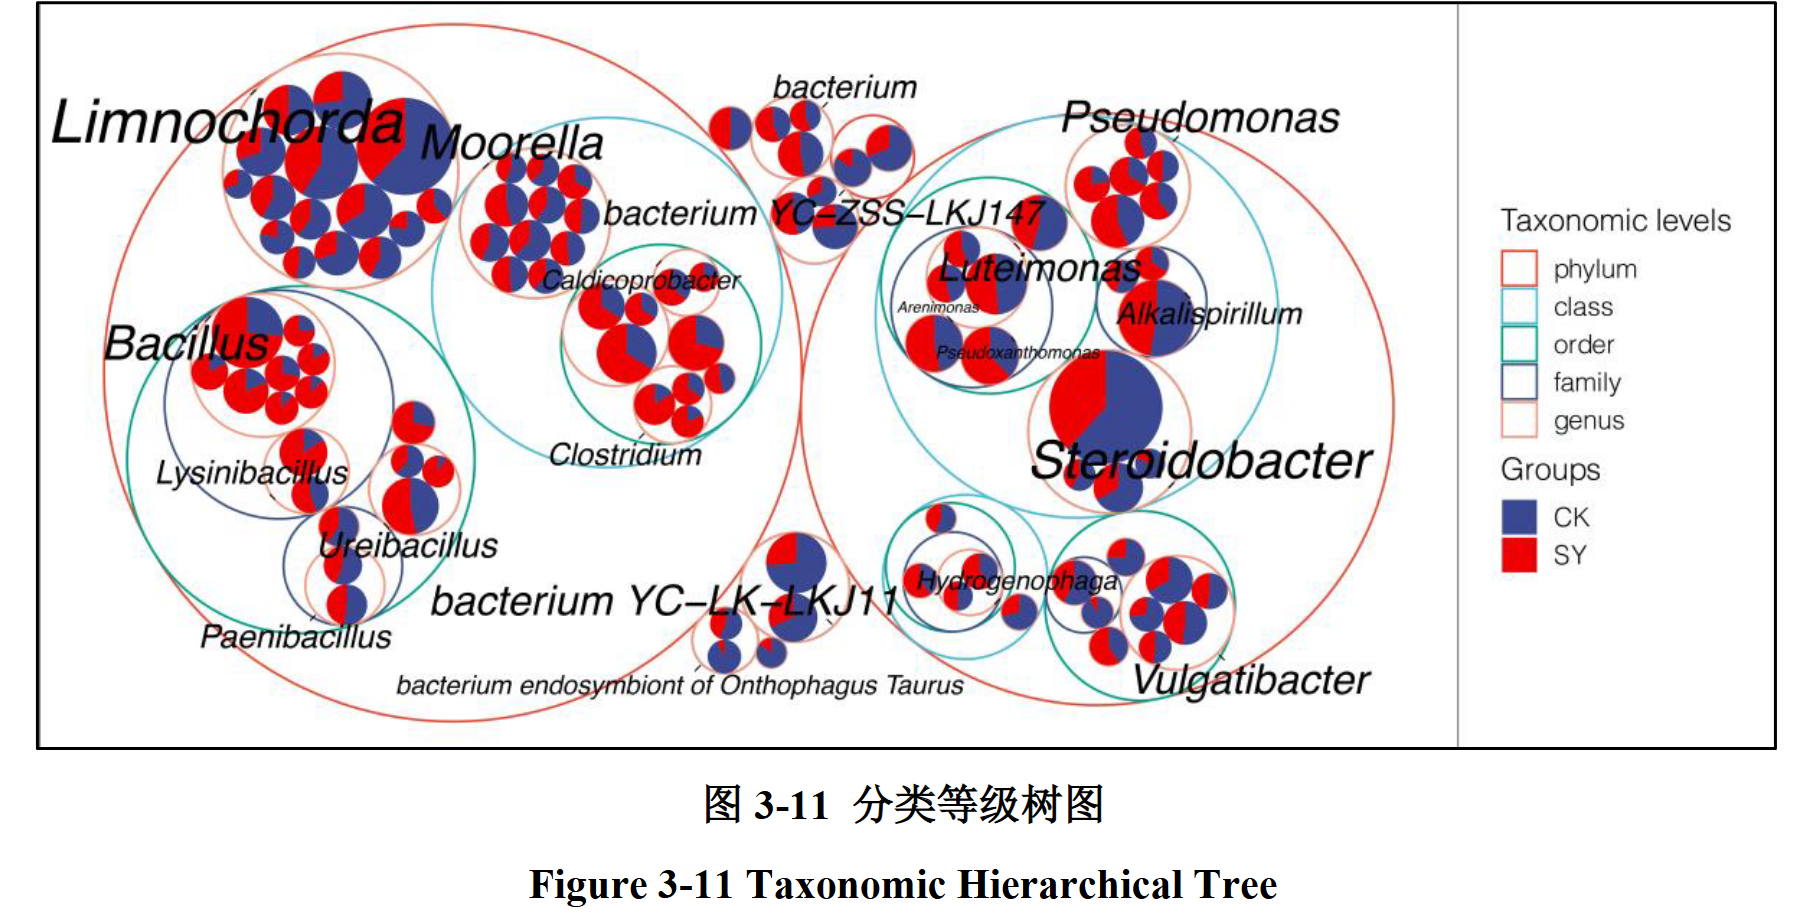 bacterium
Limnochorda
Moorella
Pseudomonas
bacterium YC-ZSS-LKJ147
Luteimonas
Caldicoprobacter
Arenimonas
Alkalispirillum
Bacillus
Pseudoxanthomonas
Clostridium
Steroidobacter
Lysinibacillus
Ureibacillus
Hydrogenophaga
bacterium YC-LK-LKJ11
Paenibacillus
bacterium endosymbiont of Onthophagus Taurus
Vulgatibacter
Taxonomic levels
phylum
class
order
family
genus
Groups
CK
SY
图 3-11 分类等级树图
Figure 3-11 Taxonomic Hierarchical Tree